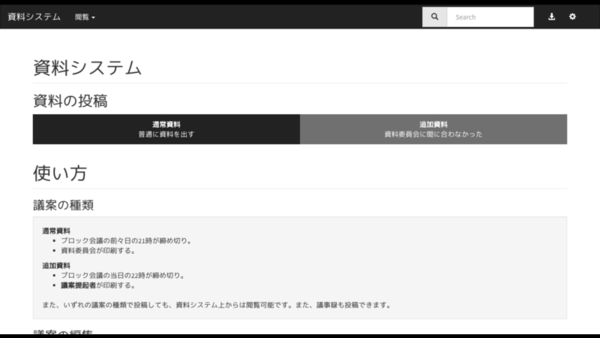 資料システム 閲覧 Search
資料システム
資料の投稿
通常資料
普通に資料を出す
追加資料
資料委員会に間に合わなかった
使い方
議案の種類
通常資料
ブロック会議の前々日の21時が締め切り。
資料委員会が印刷する。
追加資料
ブロック会議の当日の22時が締め切り。
議案提起者が印刷する。
また、いずれの議案の種類で投稿しても、資料システム上からは閲覧可能です。また、議事録も投稿できます。
議案の編集